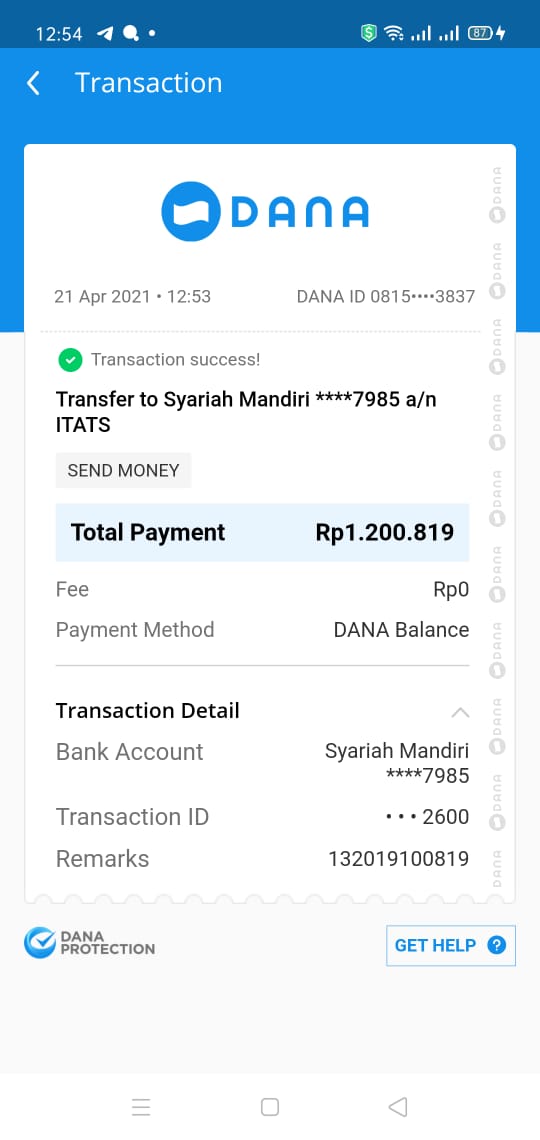 12:54
87
Transaction
DANA
21 Apr 2021 • 12:53
DANA ID 0815••••3837
Transaction success!
Transfer to Syariah Mandiri ****7985 a/n
ITATS
SEND MONEY
Total Payment Rp1.200.819
Fee Rp0
Payment Method DANA Balance
Transaction Detail
Bank Account Syariah Mandiri
****7985
Transaction ID ••• 2600
Remarks 132019100819
DANA
PROTECTION
GET HELP ?
DANA
DANA
DANA
DANA
DANA
DANA
DANA
DANA
DANA
DANA